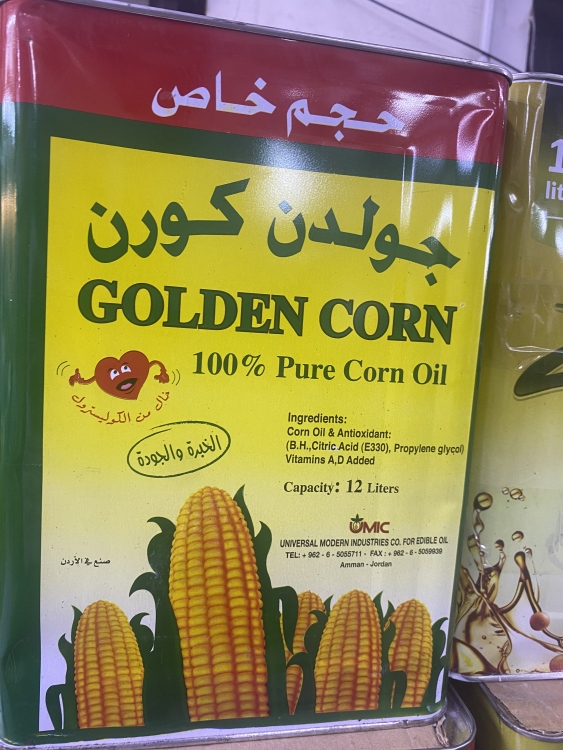 حجم خاص
جولدن كورن
GOLDEN CORN
100% Pure Corn Oil
خال من الكوليسترول
الخبرة والجودة
Ingredients:
Corn Oil & Antioxidant:
(B.H.,Citric Acid (E330), Propylene glycol)
Vitamins A,D Added
Capacity: 12 Liters
UMIC
UNIVERSAL MODERN INDUSTRIES CO. FOR EDIBLE OIL
TEL: + 962 - 6 - 5055711 - FAX : + 962 - 6 - 5059939
Amman - Jordan
صنع في الأردن